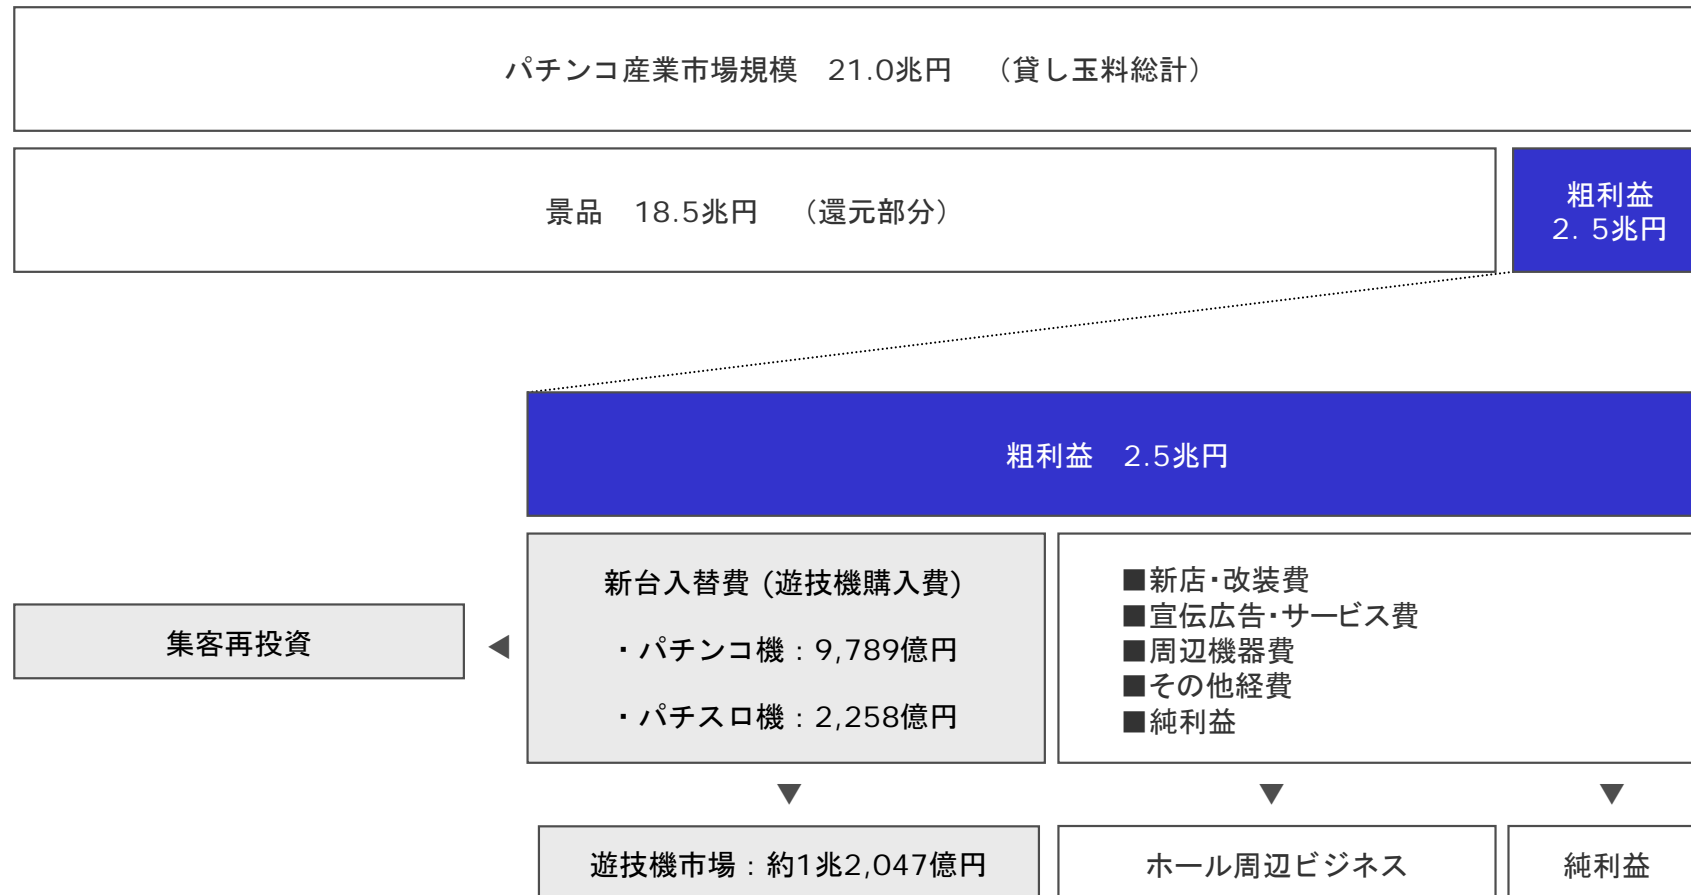 パチンコ産業市場規模　21.0兆円　（貸し玉料総計）
景品　18.5兆円　（還元部分）
粗利益
2. 5兆円
粗利益　2.5兆円
新台入替費 (遊技機購入費)
・パチンコ機：9,789億円
・パチスロ機：2,258億円
■新店・改装費
■宣伝広告・サービス費
■周辺機器費
■その他経費
■純利益
集客再投資
◀
▼
▼
▼
遊技機市場：約1兆2,047億円
ホール周辺ビジネス
純利益